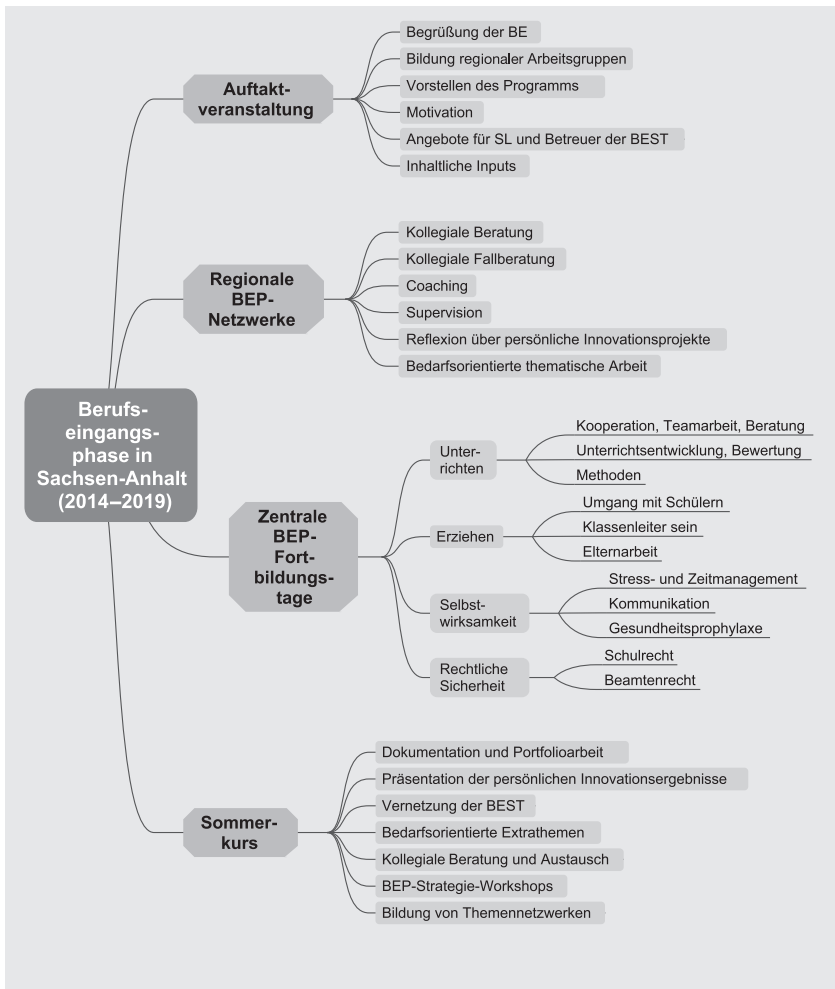 Berufs-
eingangs-
phase in
Sachsen-Anhalt
(2014–2019)
Auftakt-
veranstaltung
Begrüßung der BE
Bildung regionaler Arbeitsgruppen
Vorstellen des Programms
Motivation
Angebote für SL und Betreuer der BEST
Inhaltliche Inputs
Regionale
BEP-
Netzwerke
Kollegiale Beratung
Kollegiale Fallberatung
Coaching
Supervision
Reflexion über persönliche Innovationsprojekte
Bedarfsorientierte thematische Arbeit
Zentrale
BEP-
Fort-
bildungs-
tage
Unter-
richten
Kooperation, Teamarbeit, Beratung
Unterrichtsentwicklung, Bewertung
Methoden
Erziehen
Umgang mit Schülern
Klassenleiter sein
Elternarbeit
Selbst-
wirksamkeit
Stress- und Zeitmanagement
Kommunikation
Gesundheitsprophylaxe
Rechtliche
Sicherheit
Schulrecht
Beamtenrecht
Sommer-
kurs
Dokumentation und Portfolioarbeit
Präsentation der persönlichen Innovationsergebnisse
Vernetzung der BEST
Bedarfsorientierte Extrathemen
Kollegiale Beratung und Austausch
BEP-Strategie-Workshops
Bildung von Themennetzwerken